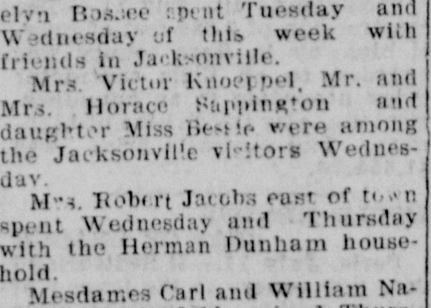 elyn Bossee spent Tuesday and
Wednesday of this week with
friends in Jacksonville.
Mrs. Victor Knoeppel, Mr. and
Mrs. Horace Sappington and
daughter Miss Bessie were among
the Jacksonville visitors Wednes-
day.
Mrs. Robert Jacobs east of town
spent Wednesday and Thursday
with the Herman Dunham house-
hold.
Mesdames Carl and William Na-